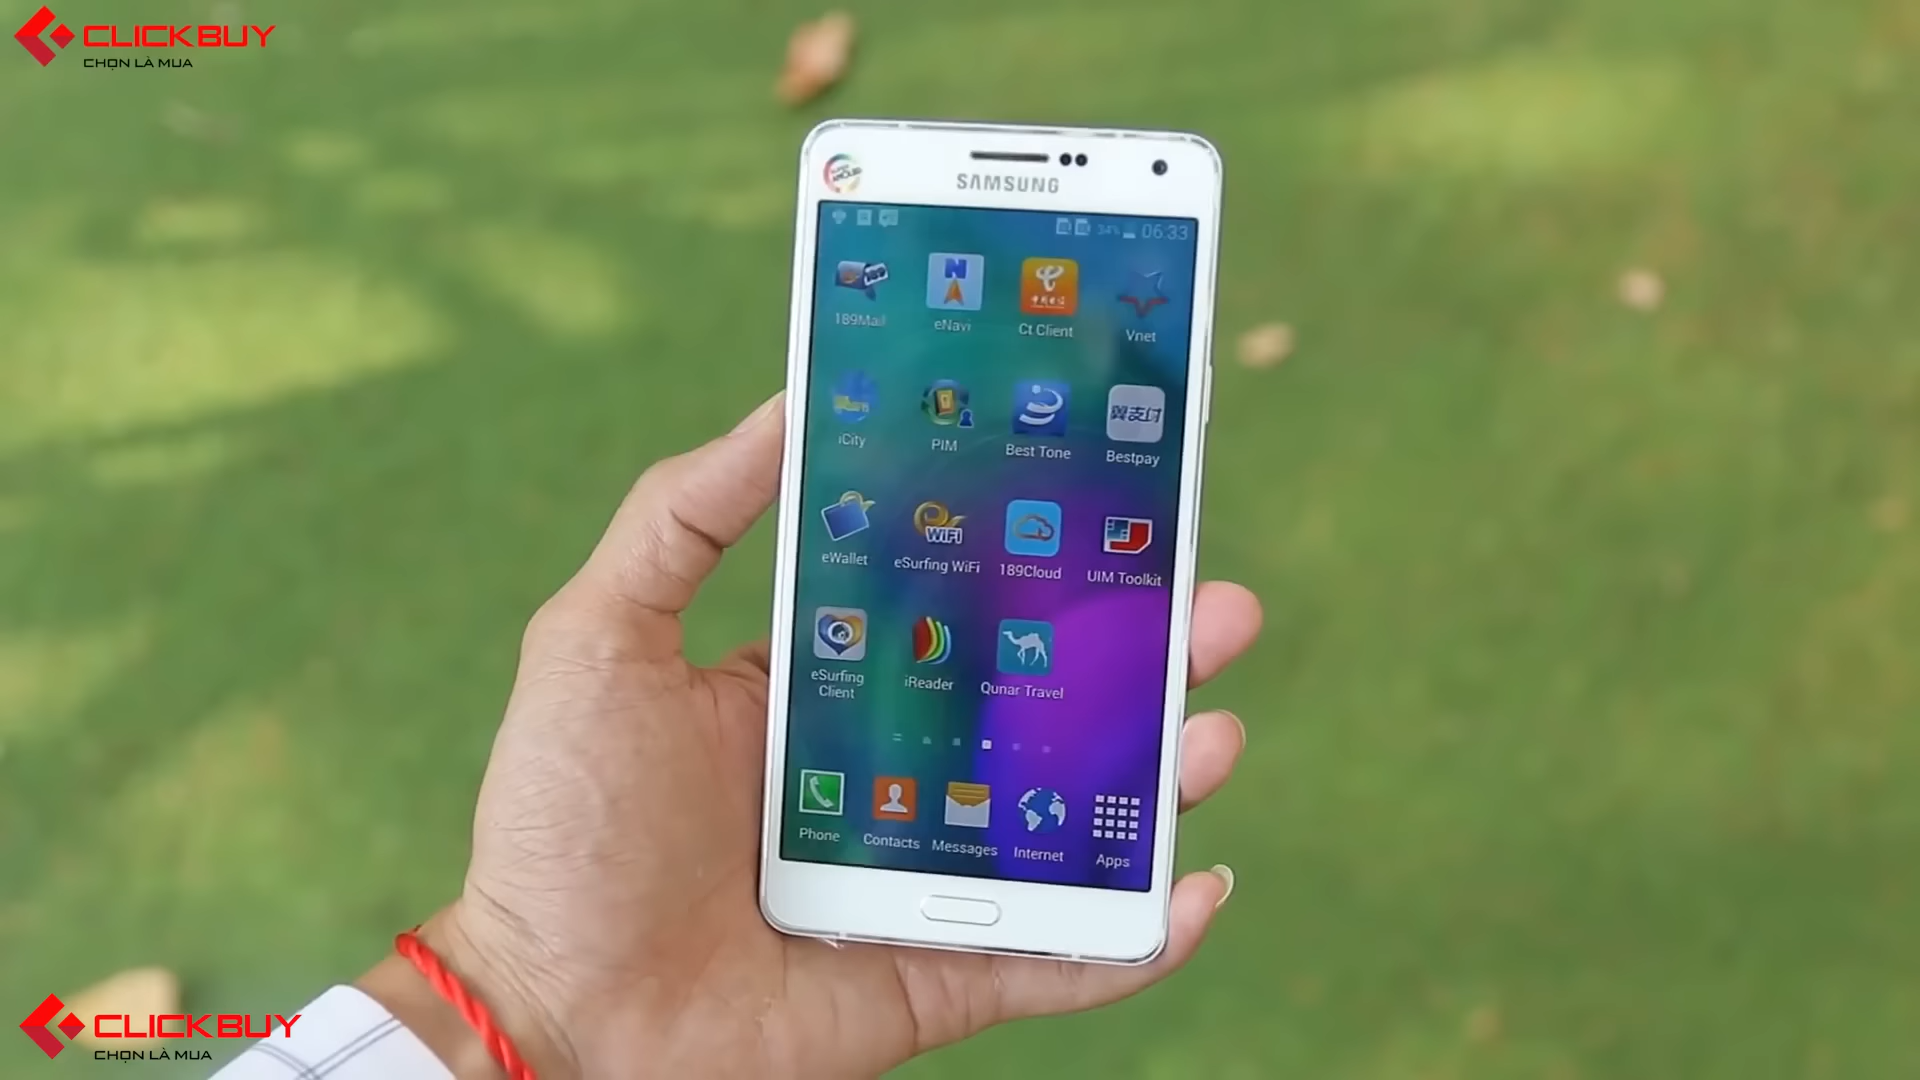 CLICKBUY
CHỌN LÀ MUA
SAMSUNG
34% 06:33
189Mail eNavi Ct Client Vnet
iCity PIM Best Tone Bestpay
翼支付
WiFi
eWallet eSurfing WiFi 189Cloud UIM Toolkit
eSurfing Client iReader Qunar Travel
Phone Contacts Messages Internet Apps
CLICKBUY
CHỌN LÀ MUA